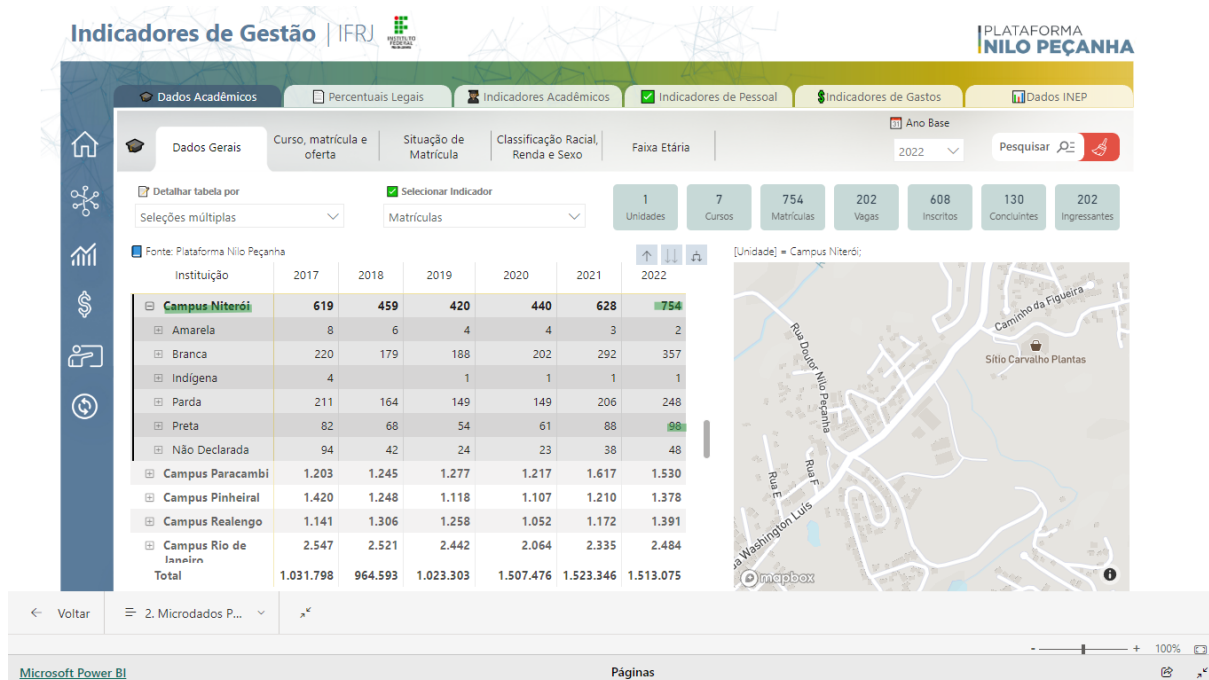 Indicadores de Gestão | IFRJ
INSTITUTO
FEDERAL
PLATAFORMA
NILO PEÇANHA
Dados Acadêmicos
Percentuais Legais
Indicadores Acadêmicos
Indicadores de Pessoal
Indicadores de Gastos
Dados INEP
Dados Gerais
Curso, matrícula e
oferta
Situação de
Matrícula
Classificação Racial,
Renda e Sexo
Faixa Etária
Ano Base
2022
Pesquisar
Detalhar tabela por
Seleções múltiplas
Selecionar Indicador
Matrículas
1
Unidades
7
Cursos
754
Matrículas
202
Vagas
608
Inscritos
130
Concluintes
202
Ingressantes
Fonte: Plataforma Nilo Peçanha
[Unidade] = Campus Niterói;
Instituição 2017 2018 2019 2020 2021 2022
Campus Niterói 619 459 420 440 628 754
Amarela 8 6 4 4 3 2
Branca 220 179 188 202 292 357
Indígena 4 1 1 1 1
Parda 211 164 149 149 206 248
Preta 82 68 54 61 88 98
Não Declarada 94 42 24 23 38 48
Campus Paracambi 1.203 1.245 1.277 1.217 1.617 1.530
Campus Pinheiral 1.420 1.248 1.118 1.107 1.210 1.378
Campus Realengo 1.141 1.306 1.258 1.052 1.172 1.391
Campus Rio de 2.547 2.521 2.442 2.064 2.335 2.484
Janeiro
Total 1.031.798 964.593 1.023.303 1.507.476 1.523.346 1.513.075
Caminho da Figueira
Sítio Carvalho Plantas
Rua Doutor Nilo Peçanha
Rua F
Rua E
a Washington Luís
mapbox
Voltar
2. Microdados P...
- + 100%
Microsoft Power BI
Páginas